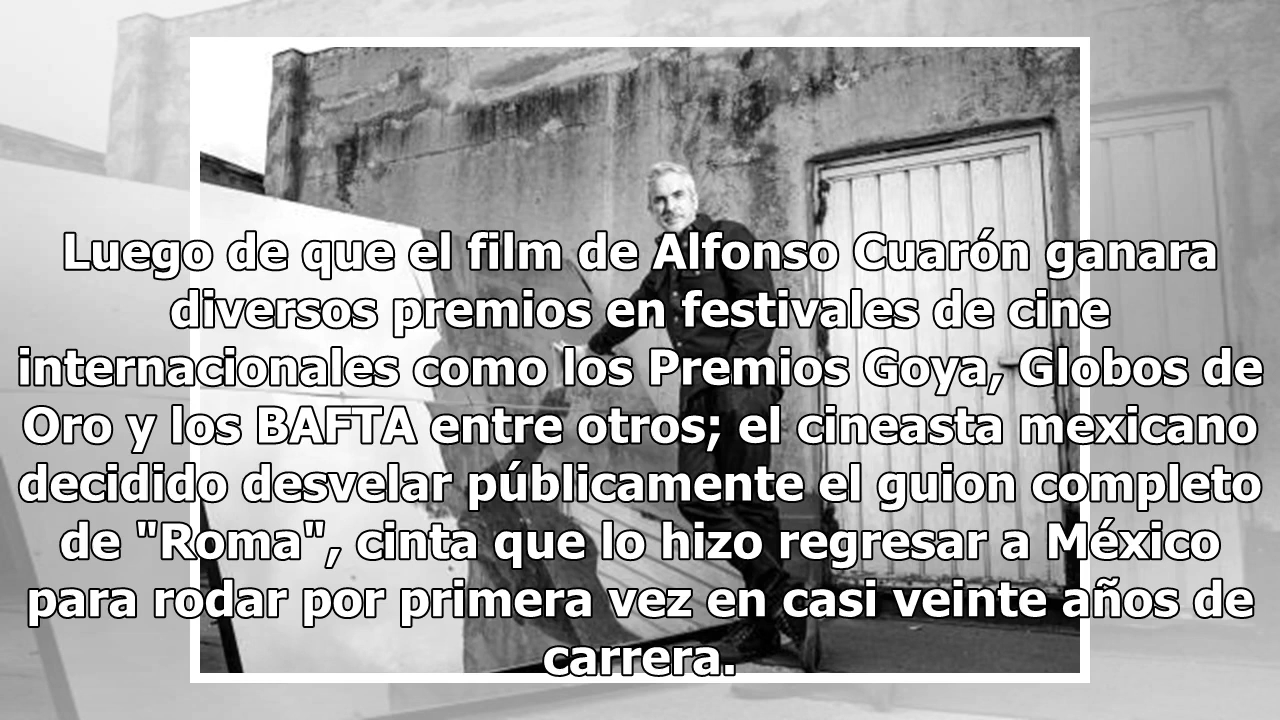 Luego de que el film de Alfonso Cuarón ganara
diversos premios en festivales de cine
internacionales como los Premios Goya, Globos de
Oro y los BAFTA entre otros; el cineasta mexicano
decidido desvelar públicamente el guion completo
de "Roma", cinta que lo hizo regresar a México
para rodar por primera vez en casi veinte años de
carrera.